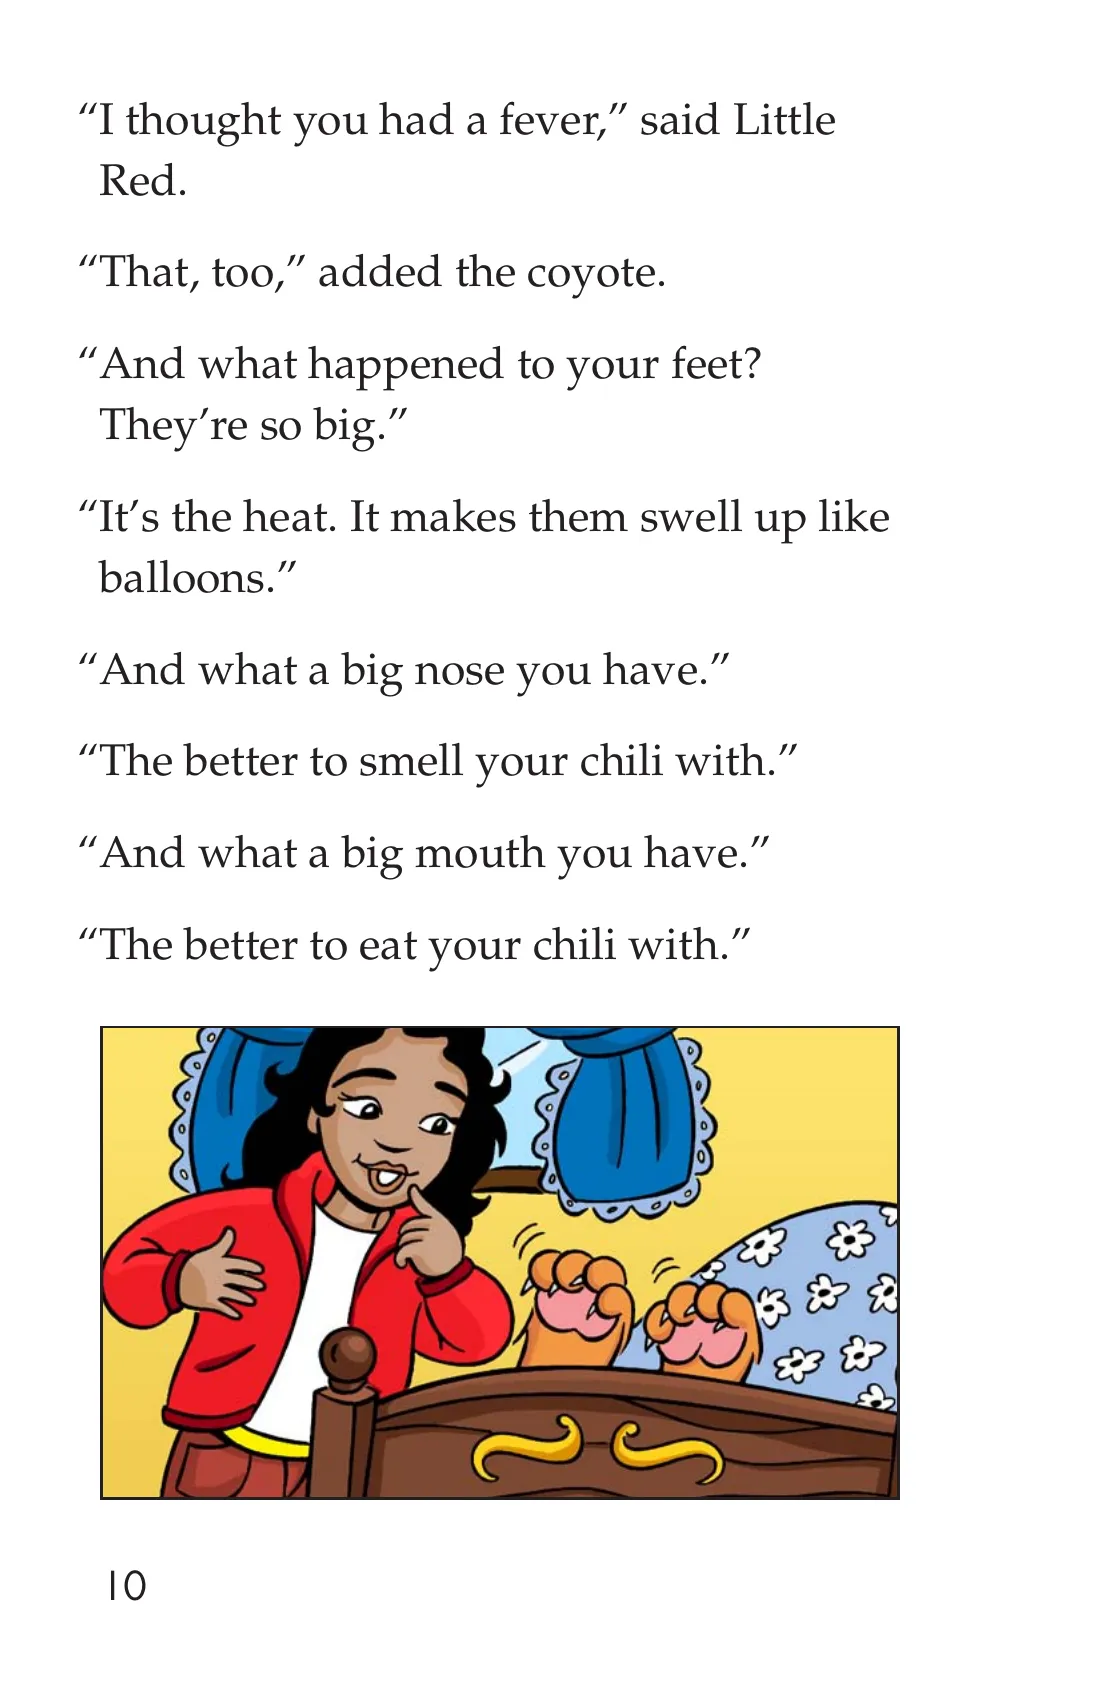 “I thought you had a fever,” said Little
Red.
“That, too,” added the coyote.
“And what happened to your feet?
They’re so big.”
“It’s the heat. It makes them swell up like
balloons.”
“And what a big nose you have.”
“The better to smell your chili with.”
“And what a big mouth you have.”
“The better to eat your chili with.”
10